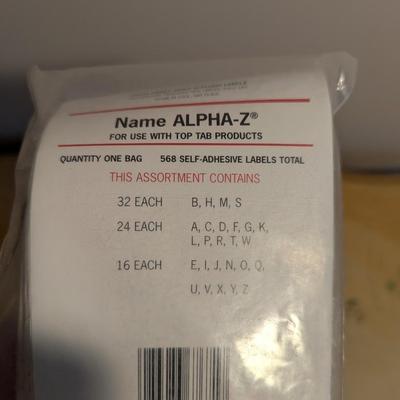 Name ALPHA-Z®
FOR USE WITH TOP TAB PRODUCTS
QUANTITY ONE BAG 568 SELF-ADHESIVE LABELS TOTAL
THIS ASSORTMENT CONTAINS
32 EACH B, H, M, S
24 EACH A, C, D, F, G, K,
L, P, R, T, W
16 EACH E, I, J, N, O, Q,
U, V, X, Y, Z